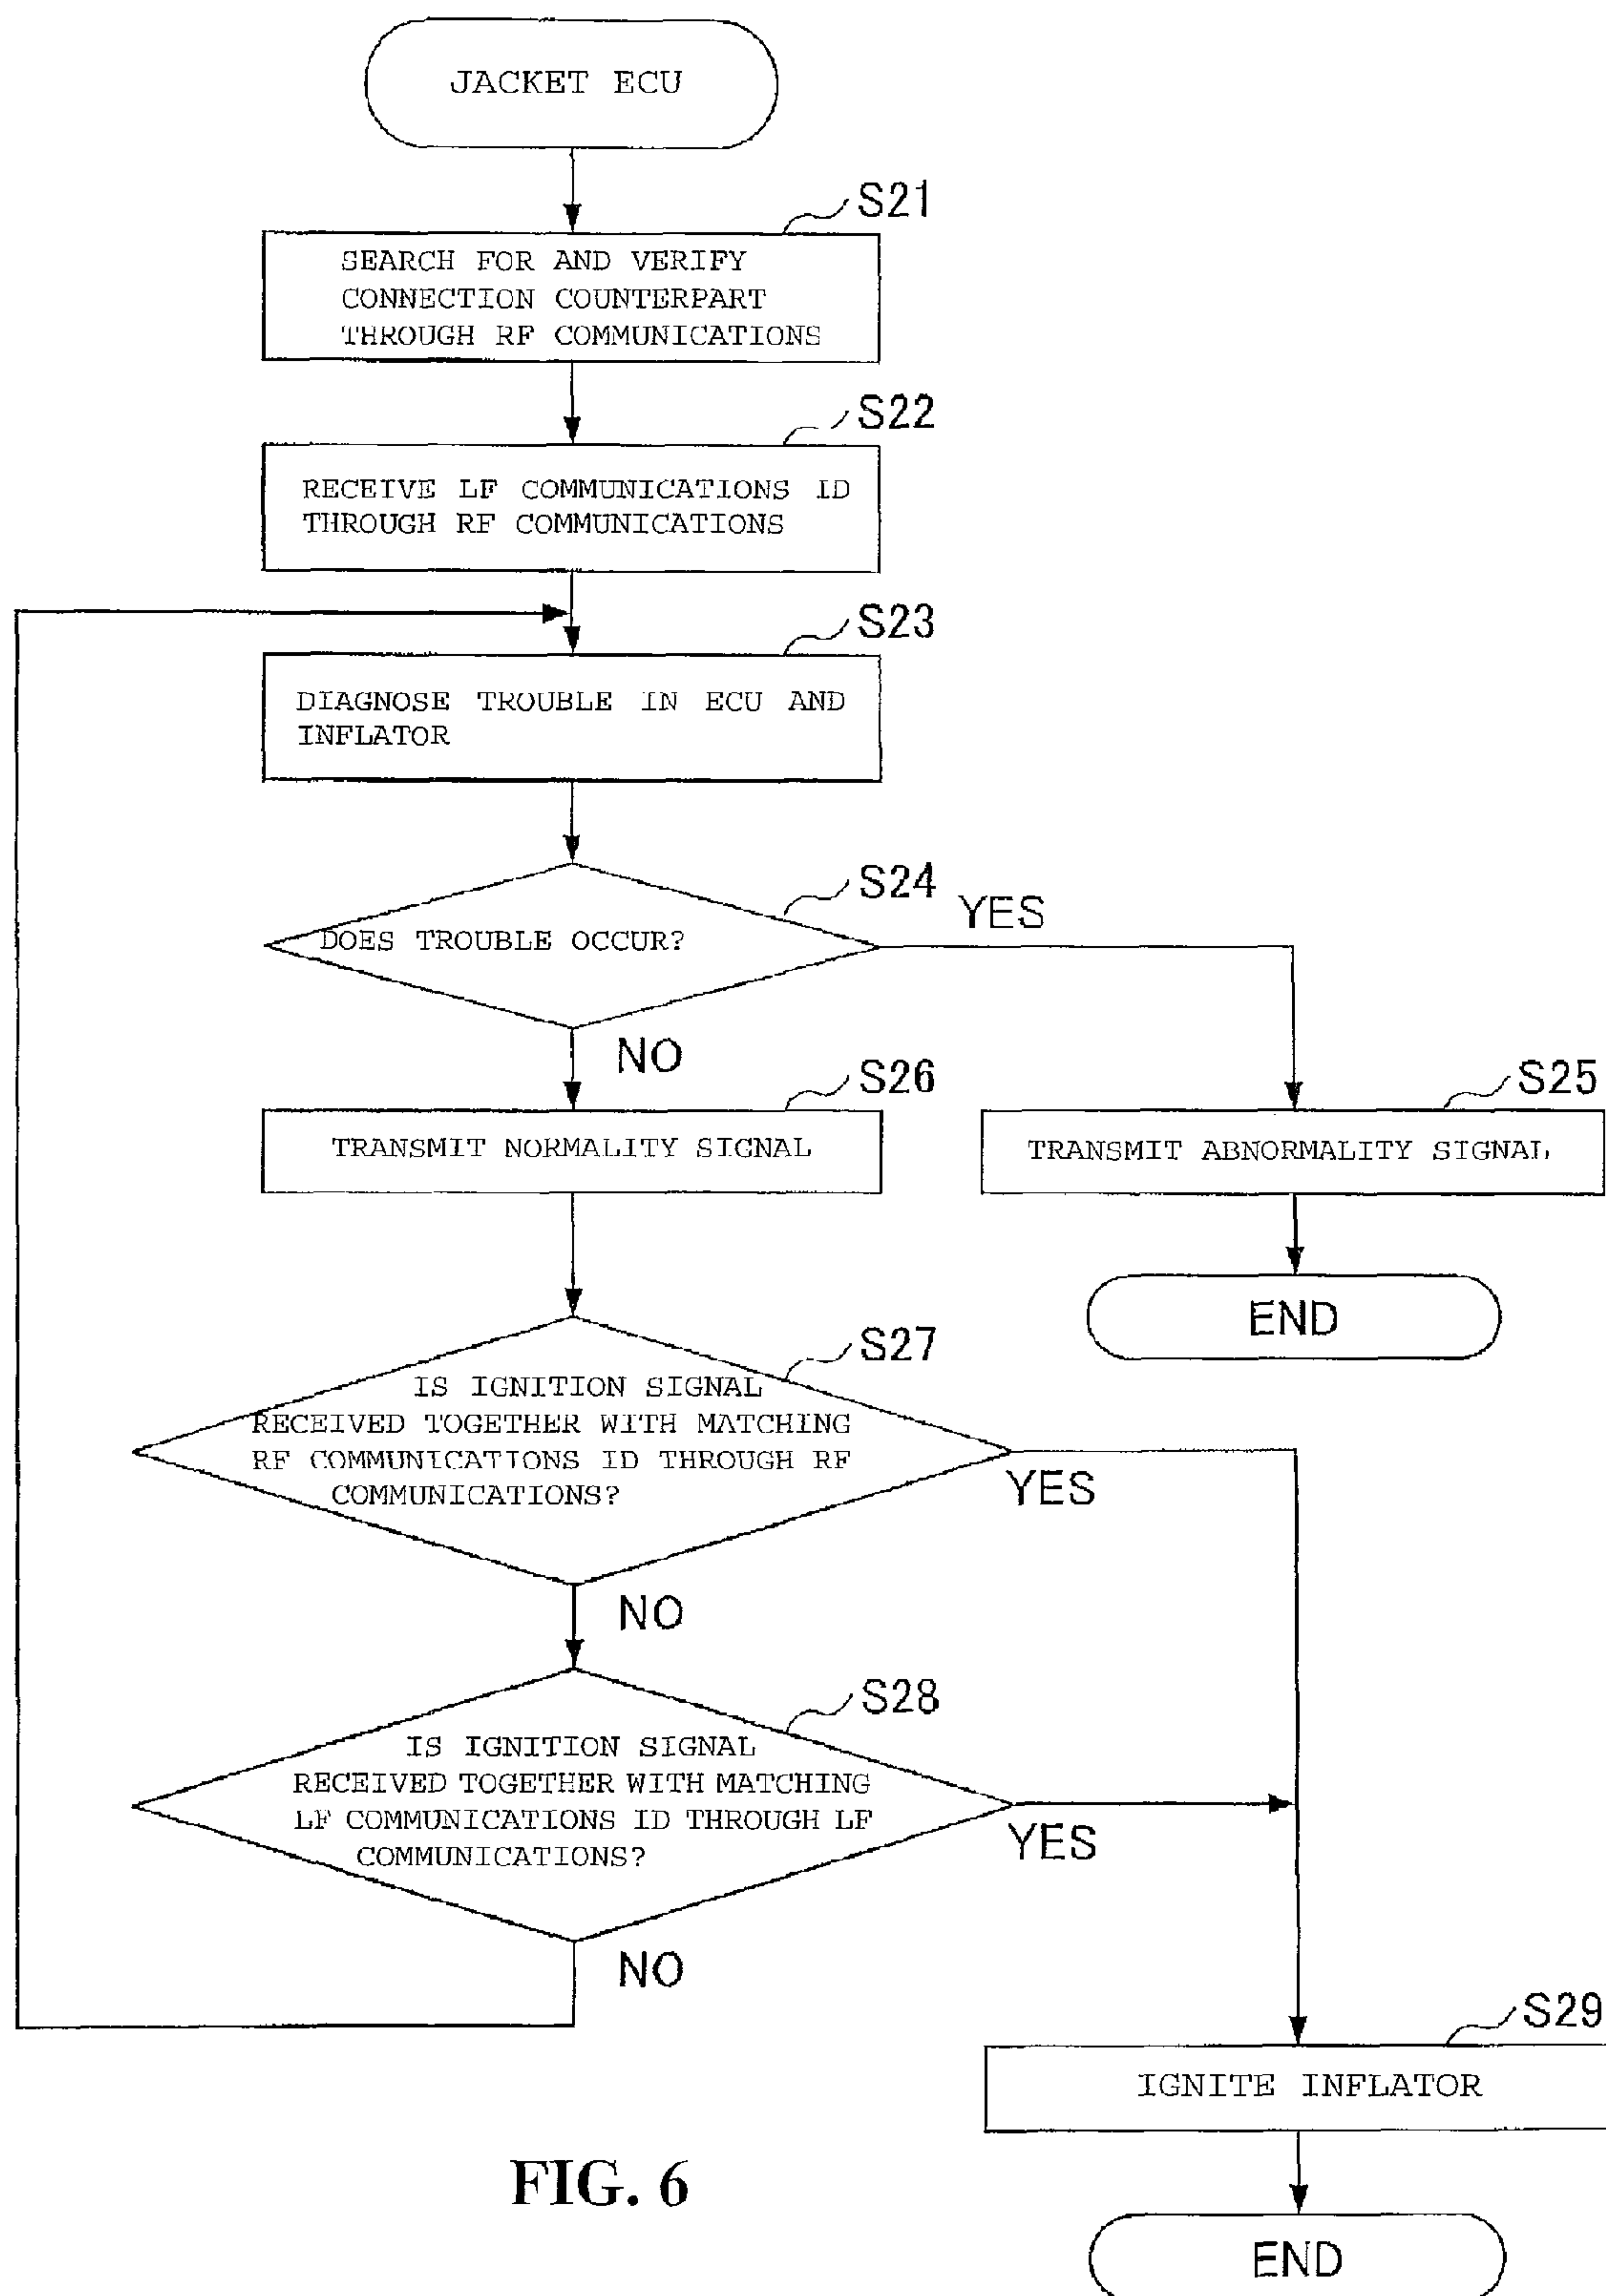 JACKET ECU
S21
SEARCH FOR AND VERIFY
CONNECTION COUNTERPART
THROUGH RF COMMUNICATIONS
S22
RECEIVE LF COMMUNICATIONS ID
THROUGH RF COMMUNICATIONS
S23
DIAGNOSE TROUBLE IN ECU AND
INFLATOR
S24
DOES TROUBLE OCCUR?
YES
NO
S26
TRANSMIT NORMALITY SIGNAL
S25
TRANSMIT ABNORMALITY SIGNAL
END
S27
IS IGNITION SIGNAL
RECEIVED TOGETHER WITH MATCHING
RF COMMUNICATIONS ID THROUGH RF
COMMUNICATIONS?
YES
NO
S28
IS IGNITION SIGNAL
RECEIVED TOGETHER WITH MATCHING
LF COMMUNICATIONS ID THROUGH LF
COMMUNICATIONS?
YES
NO
S29
IGNITE INFLATOR
END
FIG. 6